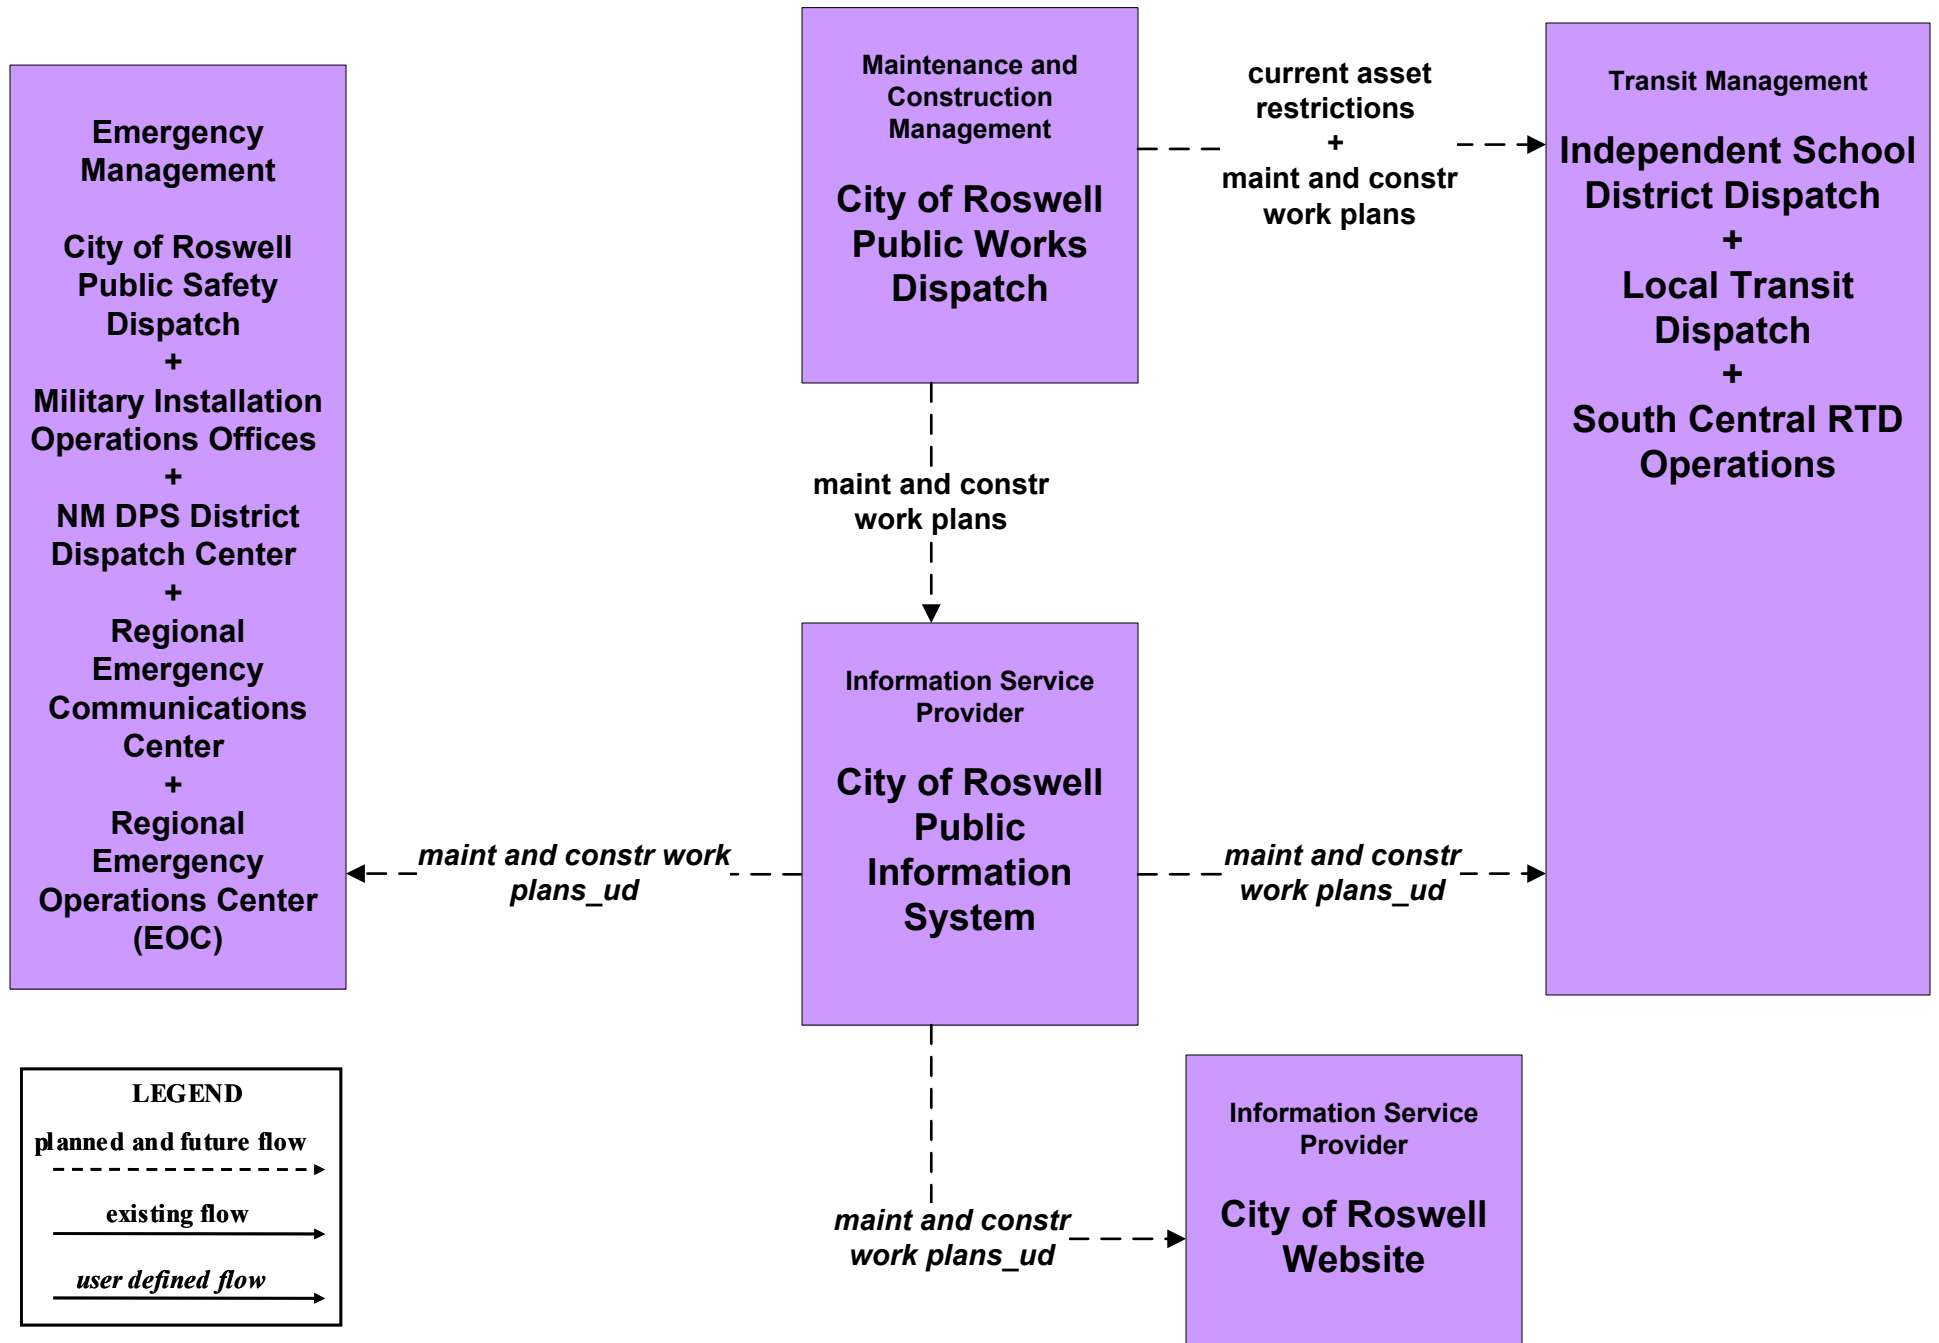 Emergency
Management
City of Roswell
Public Safety
Dispatch
+
Military Installation
Operations Offices
+
NM DPS District
Dispatch Center
+
Regional
Emergency
Communications
Center
+
Regional
Emergency
Operations Center
(EOC)
Maintenance and
Construction
Management
City of Roswell
Public Works
Dispatch
current asset
restrictions
+
maint and constr
work plans
Transit Management
Independent School
District Dispatch
+
Local Transit
Dispatch
+
South Central RTD
Operations
maint and constr
work plans
Information Service
Provider
City of Roswell
Public
Information
System
maint and constr work
plans_ud
maint and constr
work plans_ud
maint and constr
work plans_ud
Information Service
Provider
City of Roswell
Website
LEGEND
planned and future flow
existing flow
user defined flow